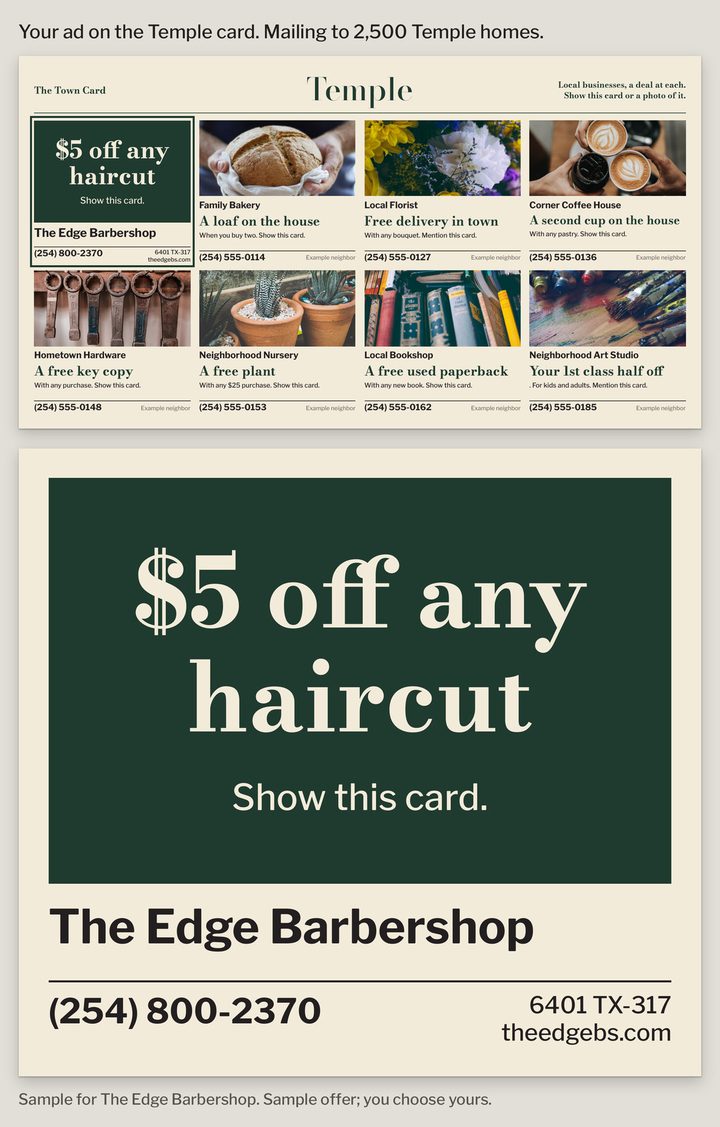 Your ad on the Temple card. Mailing to 2,500 Temple homes.
The Town Card
Temple
Local businesses, a deal at each.
Show this card or a photo of it.
$5 off any
haircut
Show this card.
The Edge Barbershop
(254) 800-2370
6401 TX-317
theedgebs.com
Family Bakery
A loaf on the house
When you buy two. Show this card.
(254) 555-0114
Example neighbor
Local Florist
Free delivery in town
With any bouquet. Mention this card.
(254) 555-0127
Example neighbor
Corner Coffee House
A second cup on the house
With any pastry. Show this card.
(254) 555-0136
Example neighbor
Hometown Hardware
A free key copy
With any purchase. Show this card.
(254) 555-0148
Example neighbor
Neighborhood Nursery
A free plant
With any $25 purchase. Show this card.
(254) 555-0153
Example neighbor
Local Bookshop
A free used paperback
With any new book. Show this card.
(254) 555-0162
Example neighbor
Neighborhood Art Studio
Your 1st class half off
. For kids and adults. Mention this card.
(254) 555-0185
Example neighbor
$5 off any
haircut
Show this card.
The Edge Barbershop
(254) 800-2370
6401 TX-317
theedgebs.com
Sample for The Edge Barbershop. Sample offer; you choose yours.